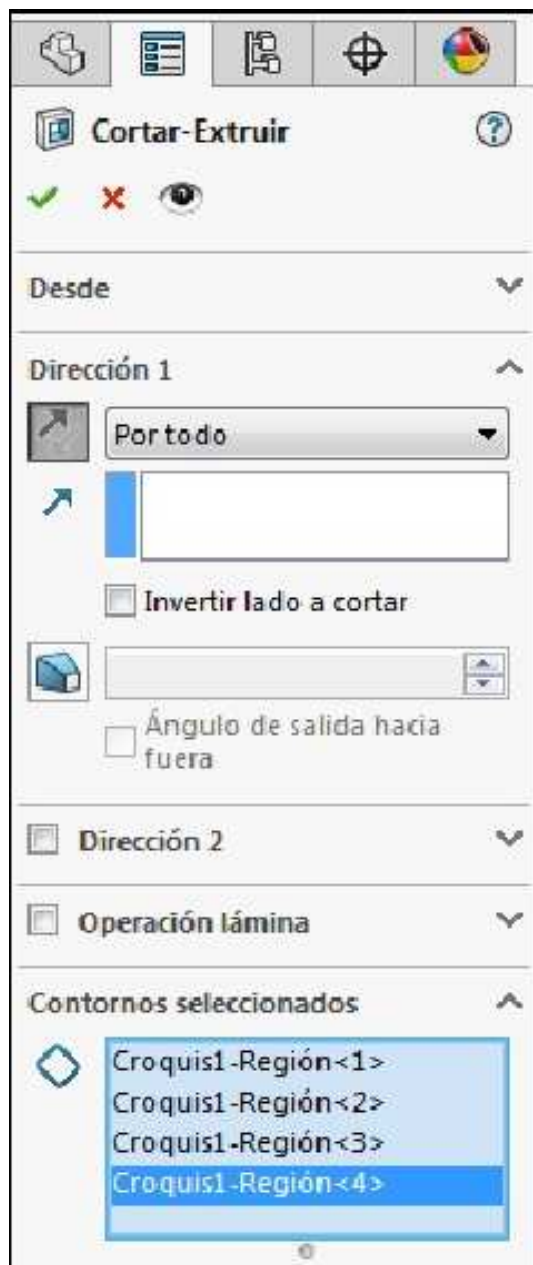 Cortar-Extruir
Desde
Dirección 1
Por todo
Invertir lado a cortar
Ángulo de salida hacia
fuera
Dirección 2
Operación lámina
Contornos seleccionados
Croquis1-Región<1>
Croquis1-Región<2>
Croquis1-Región<3>
Croquis1-Región<4>